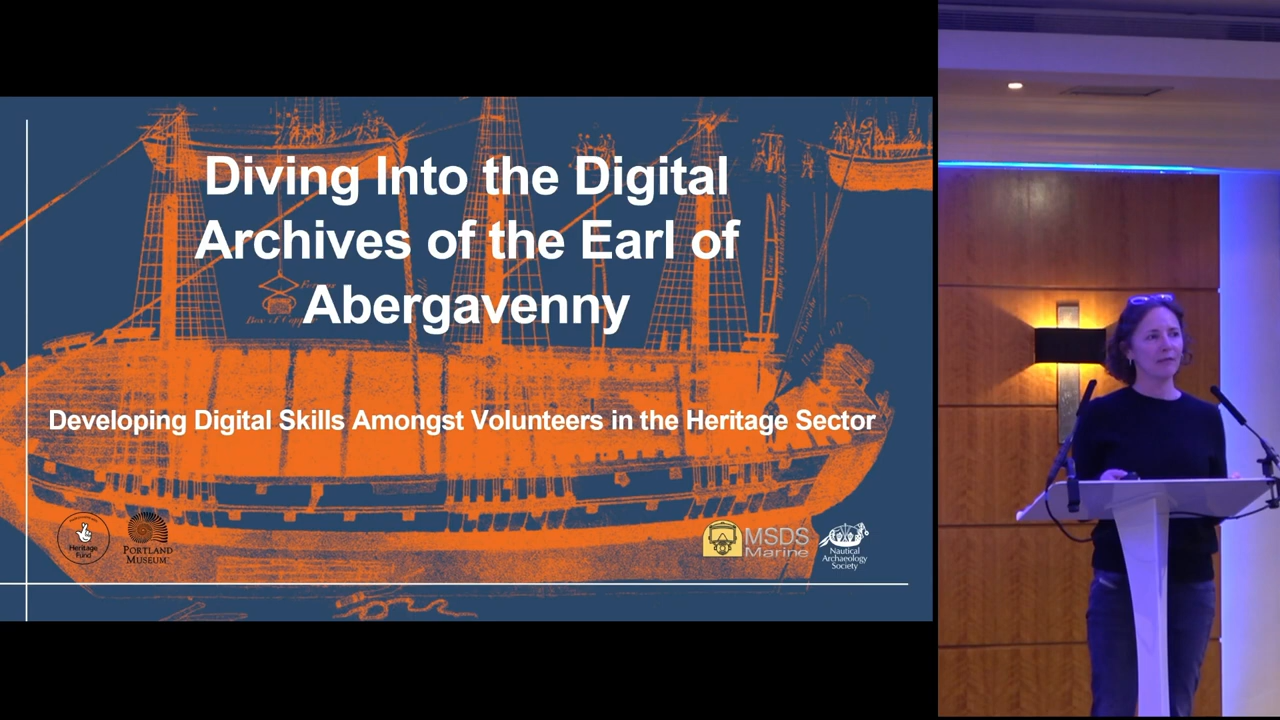 Diving Into the Digital
Archives of the Earl of
Abergavenny
Developing Digital Skills Amongst Volunteers in the Heritage Sector
Heritage
Fund
PORTLAND
MUSEUM
MSDS
Marine
Nautical
Archaeology
Society